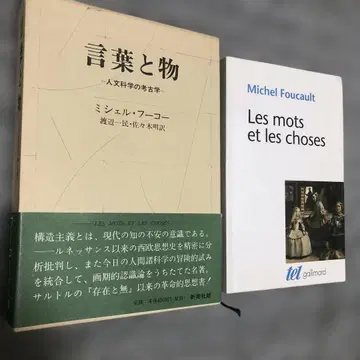 言葉と物
―人文科学の考古学―
ミシェル・フーコー
渡辺一民・佐々木明訳
LES MOTS ET LES CHOSES
構造主義とは、現代の知の不安の意識である。
――ルネッサンス以来の西欧思想史を精密に分
析批判し、また今日の人間諸科学の冒険的試み
を統合して、画期的認識論をうちたてた名著。
サルトルの『存在と無』以来の革命的思想書!
新潮社版
Michel Foucault
Les mots
et les choses
tel gallimard